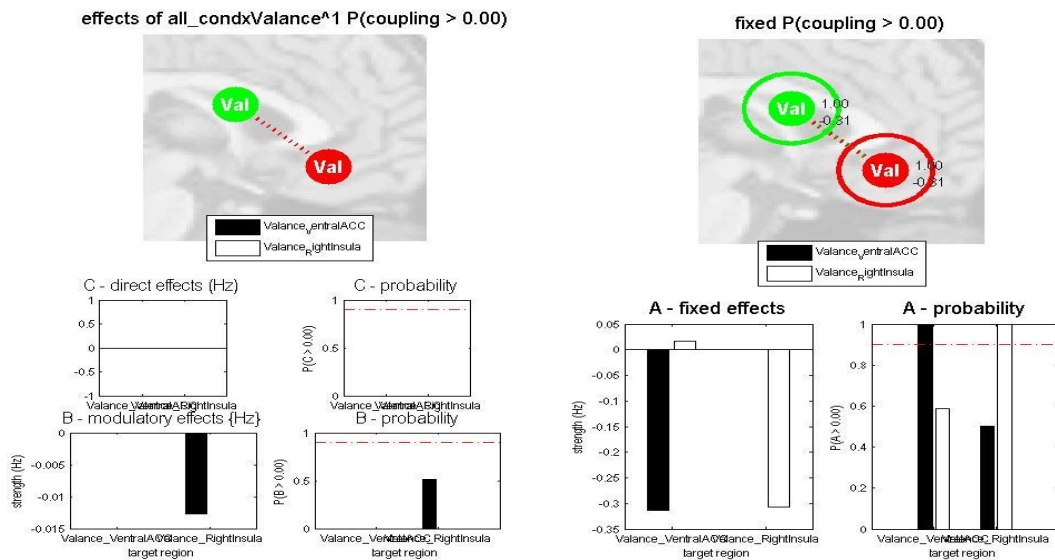 effects of all_condxValance^1 P(coupling > 0.00)
Val
Val
Valance_VentralACC
Valance_RightInsula
C - direct effects (Hz)
1
0.5
0
-0.5
-1
C - probability
P(C > 0.00)
1
0.5
0
B - modulatory effects {Hz}
strength (Hz)
0
-0.005
-0.01
-0.015
Valance_VentralACC
Valance_RightInsula
target region
B - probability
P(B > 0.00)
1
0.5
0
Valance_RightInsula
target region
fixed P(coupling > 0.00)
Val
1.00
-0.31
Val
1.00
-0.31
Valance_VentralACC
Valance_RightInsula
A - fixed effects
strength (Hz)
0.05
0
-0.05
-0.1
-0.15
-0.2
-0.25
-0.3
-0.35
Valance_VentralACC
Valance_RightInsula
target region
A - probability
P(A > 0.00)
1
0.8
0.6
0.4
0.2
0
Valance_RightInsula
target region